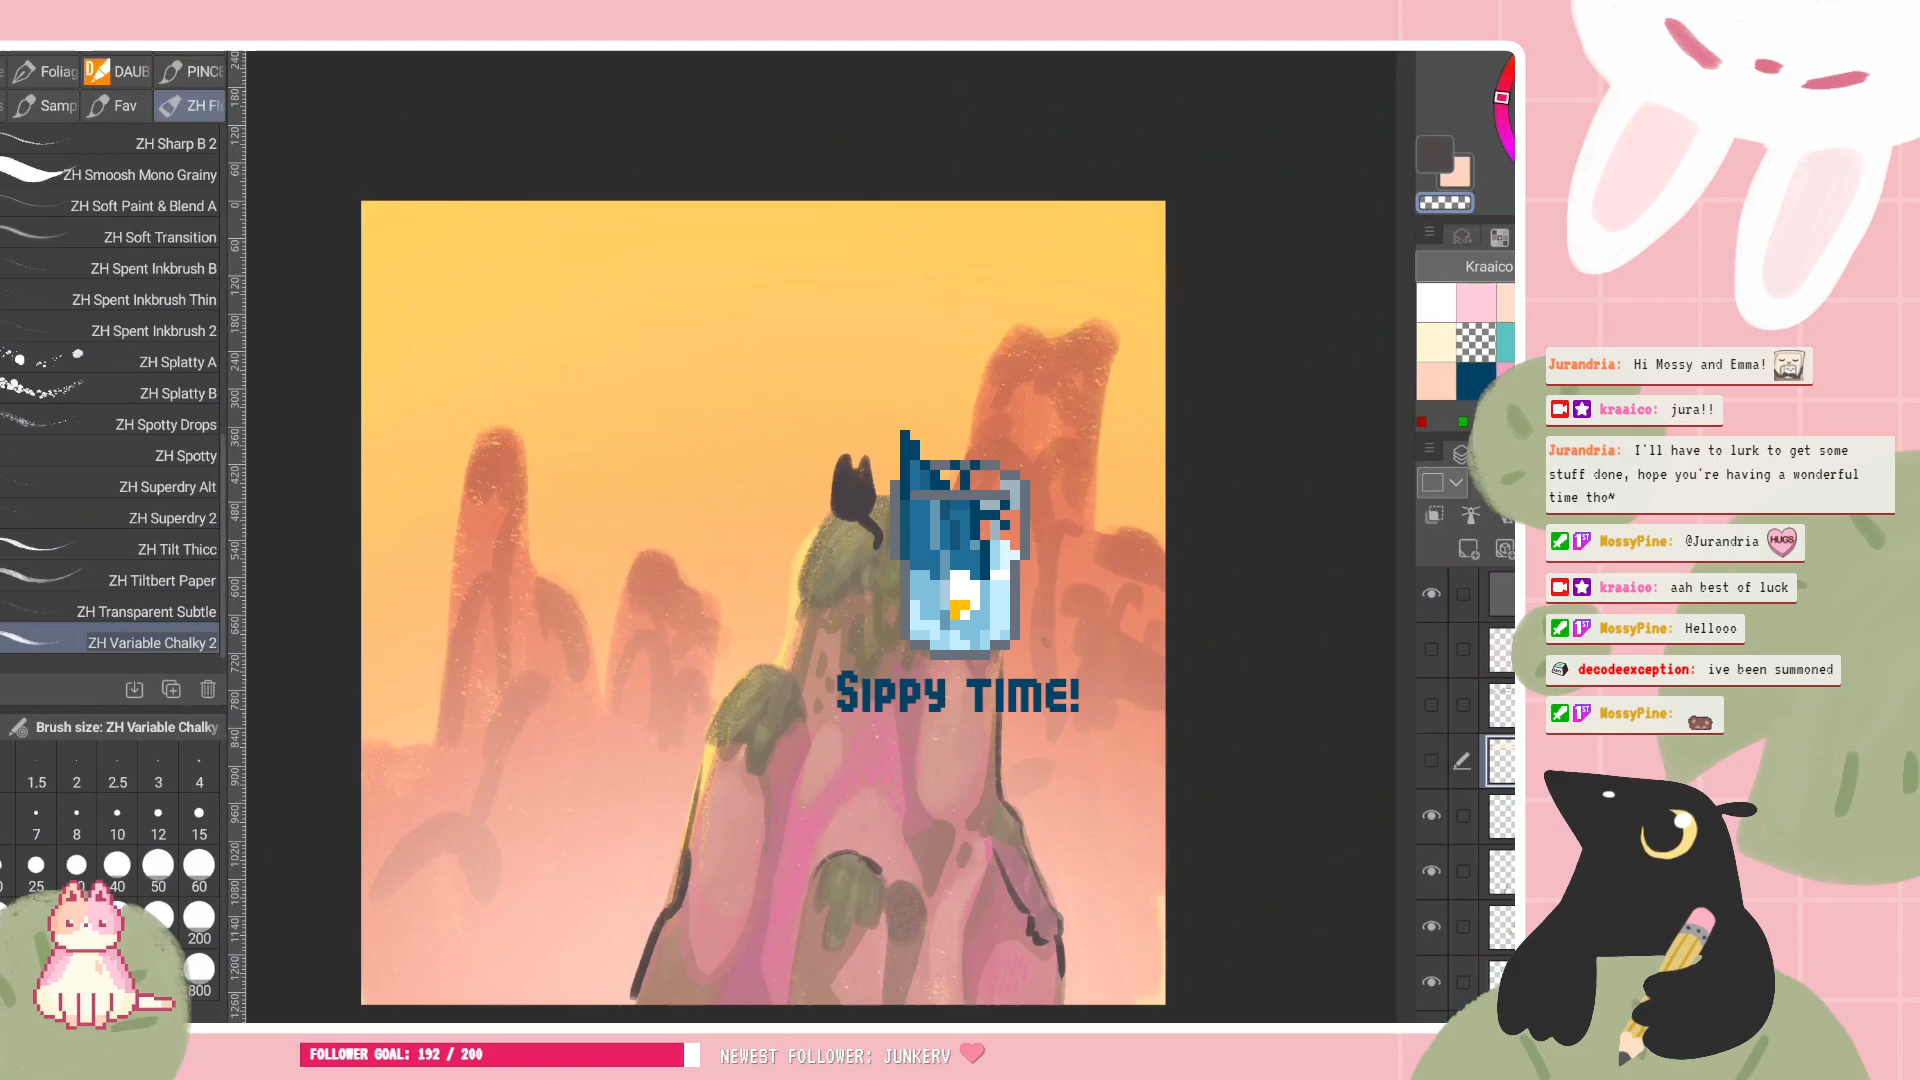 Foliag
DAUB
PINCE
Samp
Fav
ZH Fl
ZH Sharp B 2
ZH Smoosh Mono Grainy
ZH Soft Paint & Blend A
ZH Soft Transition
ZH Spent Inkbrush B
ZH Spent Inkbrush Thin
ZH Spent Inkbrush 2
ZH Splatty A
ZH Splatty B
ZH Spotty Drops
ZH Spotty
ZH Superdry Alt
ZH Superdry 2
ZH Tilt Thicc
ZH Tiltbert Paper
ZH Transparent Subtle
ZH Variable Chalky 2
Brush size: ZH Variable Chalky
1.5 2 2.5 3 4
7 8 10 12 15
25 40 50 60
200
800
Sippy TIME!
Kraaico
Jurandria: Hi Mossy and Emma!
kraaico: jura!!
Jurandria: I'll have to lurk to get some
stuff done, hope you're having a wonderful
time tho~
MossyPine: @Jurandria HUGS
kraaico: aah best of luck
MossyPine: Hellooo
decodeexception: ive been summoned
MossyPine:
FOLLOWER GOAL: 192 / 200
NEWEST FOLLOWER: JUNKERV